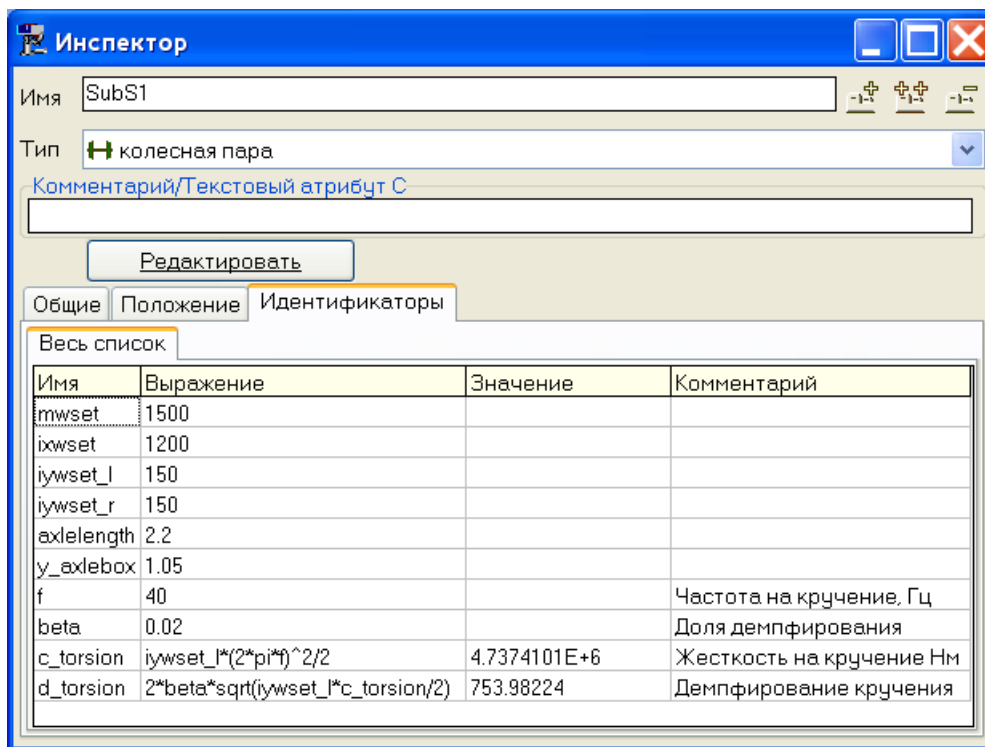 Инспектор
Имя SubS1
Тип колесная пара
Комментарий/Текстовый атрибут C
Редактировать
Общие Положение Идентификаторы
Весь список
Имя Выражение Значение Комментарий
mwset 1500
ixwset 1200
iywset_l 150
iywset_r 150
axlelength 2.2
y_axlebox 1.05
f 40 Частота на кручение, Гц
beta 0.02 Доля демпфирования
c_torsion iywset_l*(2*pi*f)^2/2 4.7374101E+6 Жесткость на кручение Нм
d_torsion 2*beta*sqrt(iywset_l*c_torsion/2) 753.98224 Демпфирование кручения